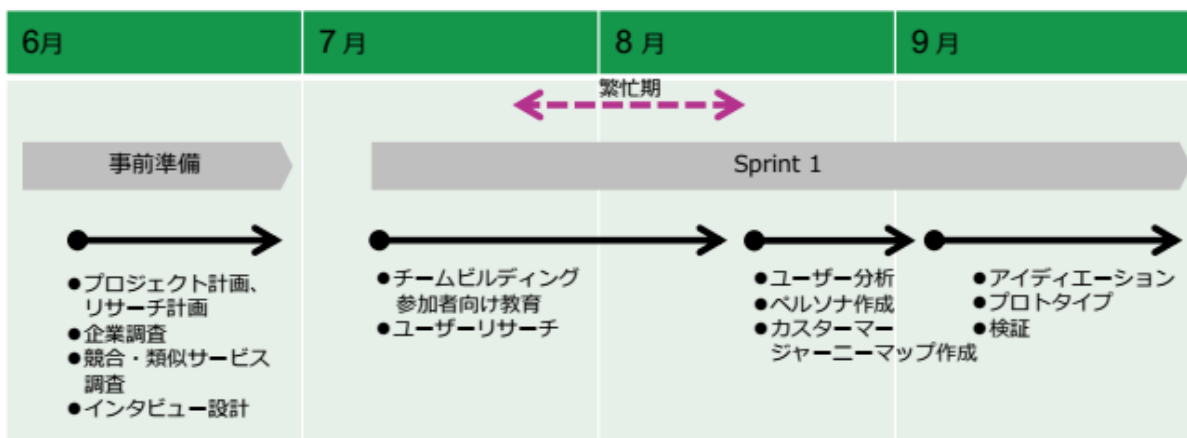 6月
7月
8月
9月
繁忙期
事前準備
Sprint 1
●プロジェクト計画、
リサーチ計画
●企業調査
●競合・類似サービス
調査
●インタビュー設計
●チームビルディング
参加者向け教育
●ユーザーリサーチ
●ユーザー分析
●ペルソナ作成
●カスターマー
ジャーニーマップ作成
●アイディエーション
●プロトタイプ
●検証